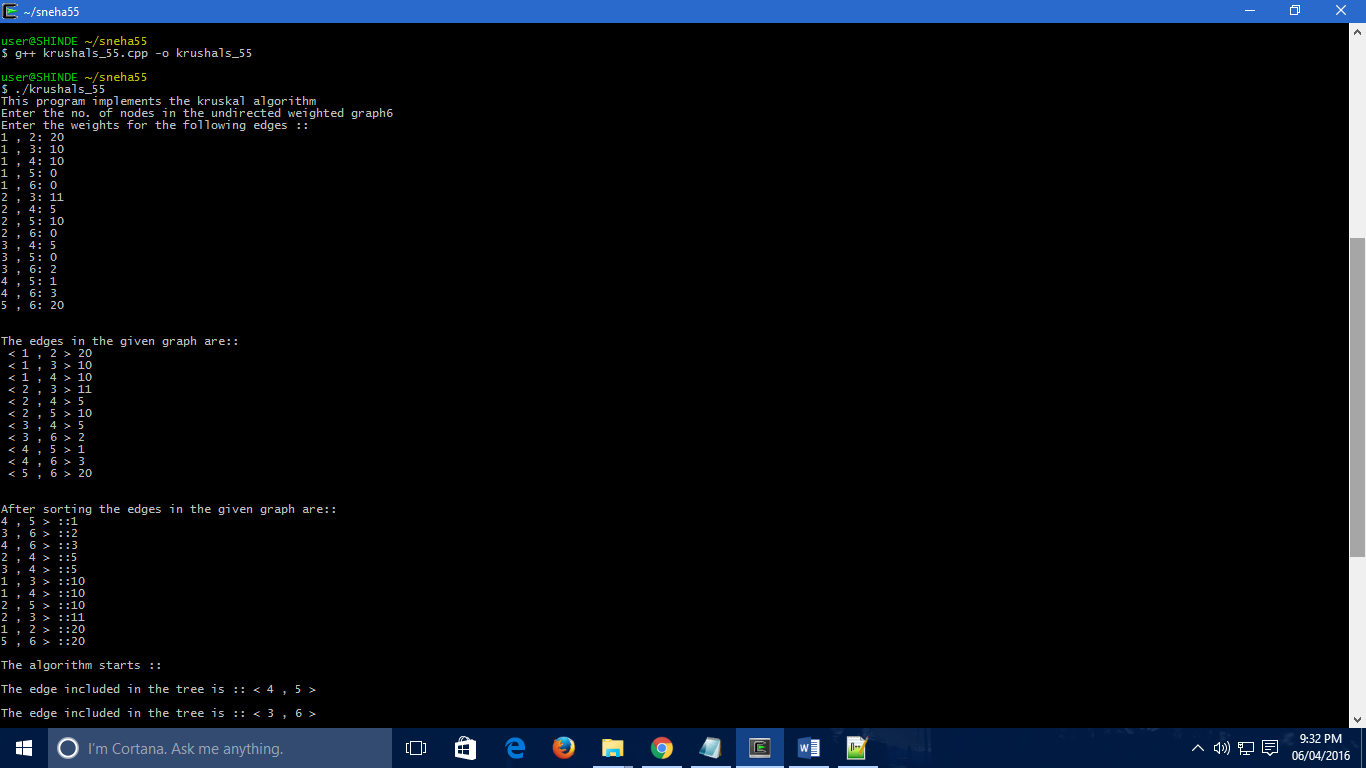 ~/sneha55
user@SHINDE ~/sneha55
$ g++ krushals_55.cpp -o krushals_55
user@SHINDE ~/sneha55
$ ./krushals_55
This program implements the kruskal algorithm
Enter the no. of nodes in the undirected weighted graph6
Enter the weights for the following edges ::
1 , 2: 20
1 , 3: 10
1 , 4: 10
1 , 5: 0
1 , 6: 0
2 , 3: 11
2 , 4: 5
2 , 5: 10
2 , 6: 0
3 , 4: 5
3 , 5: 0
3 , 6: 2
4 , 5: 1
4 , 6: 3
5 , 6: 20
The edges in the given graph are::
< 1 , 2 > 20
< 1 , 3 > 10
< 1 , 4 > 10
< 2 , 3 > 11
< 2 , 4 > 5
< 2 , 5 > 10
< 3 , 4 > 5
< 3 , 6 > 2
< 4 , 5 > 1
< 4 , 6 > 3
< 5 , 6 > 20
After sorting the edges in the given graph are::
4 , 5 > ::1
3 , 6 > ::2
4 , 6 > ::3
2 , 4 > ::5
3 , 4 > ::5
1 , 3 > ::10
1 , 4 > ::10
2 , 5 > ::10
2 , 3 > ::11
1 , 2 > ::20
5 , 6 > ::20
The algorithm starts ::
The edge included in the tree is :: < 4 , 5 >
The edge included in the tree is :: < 3 , 6 >
I'm Cortana. Ask me anything.
9:32 PM
06/04/2016